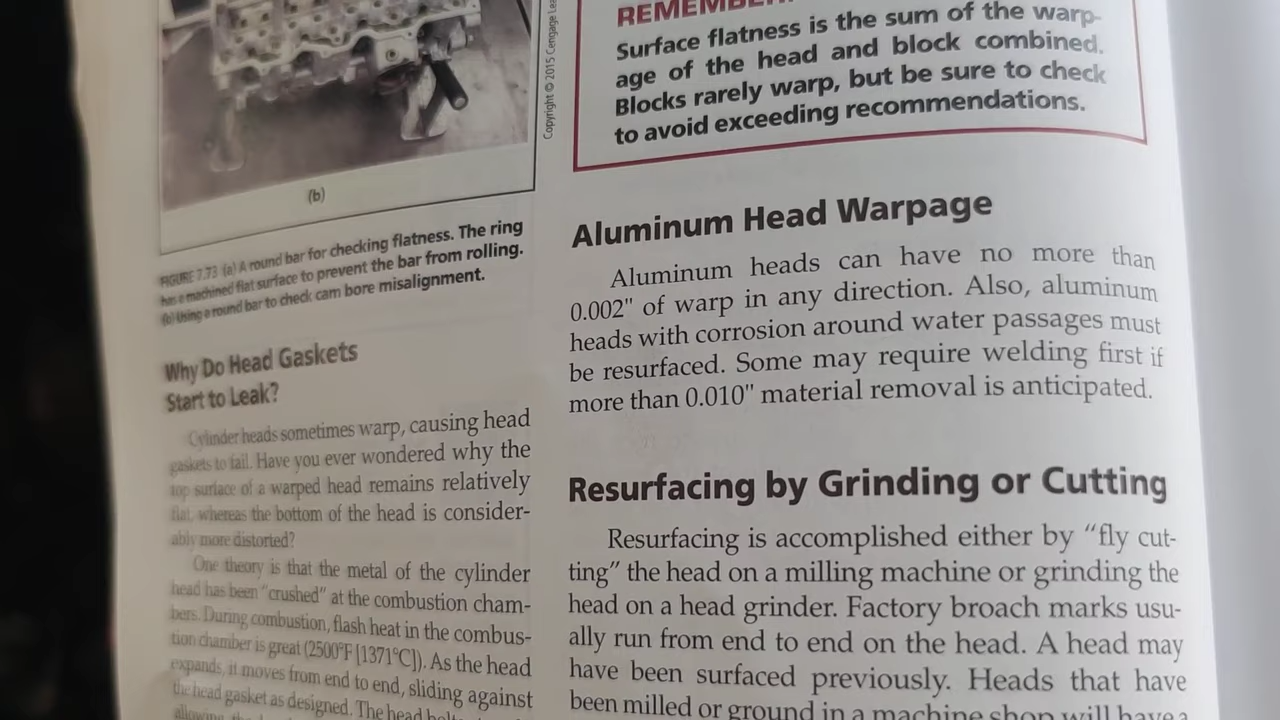 (b)
FIGURE 7.73 (a) A round bar for checking flatness. The ring
has a machined flat surface to prevent the bar from rolling.
(b) Using a round bar to check cam bore misalignment.
Why Do Head Gaskets
Start to Leak?
Cylinder heads sometimes warp, causing head
gaskets to fail. Have you ever wondered why the
top surface of a warped head remains relatively
flat, whereas the bottom of the head is consider-
ably more distorted?
One theory is that the metal of the cylinder
head has been "crushed" at the combustion cham-
bers. During combustion, flash heat in the combus-
tion chamber is great (2500°F [1371°C]). As the head
expands, it moves from end to end, sliding against
the head gasket as designed. The head
Copyright © 2015 Cengage
REMEMBER
Surface flatness is the sum of the warp-
age of the head and block combined.
Blocks rarely warp, but be sure to check
to avoid exceeding recommendations.
Aluminum Head Warpage
Aluminum heads can have no more than
0.002" of warp in any direction. Also, aluminum
heads with corrosion around water passages must
be resurfaced. Some may require welding first if
more than 0.010" material removal is anticipated.
Resurfacing by Grinding or Cutting
Resurfacing is accomplished either by “fly cut-
ting” the head on a milling machine or grinding the
head on a head grinder. Factory broach marks usu-
ally run from end to end on the head. A head may
have been surfaced previously. Heads that have
been milled or ground in a machine shop will have a